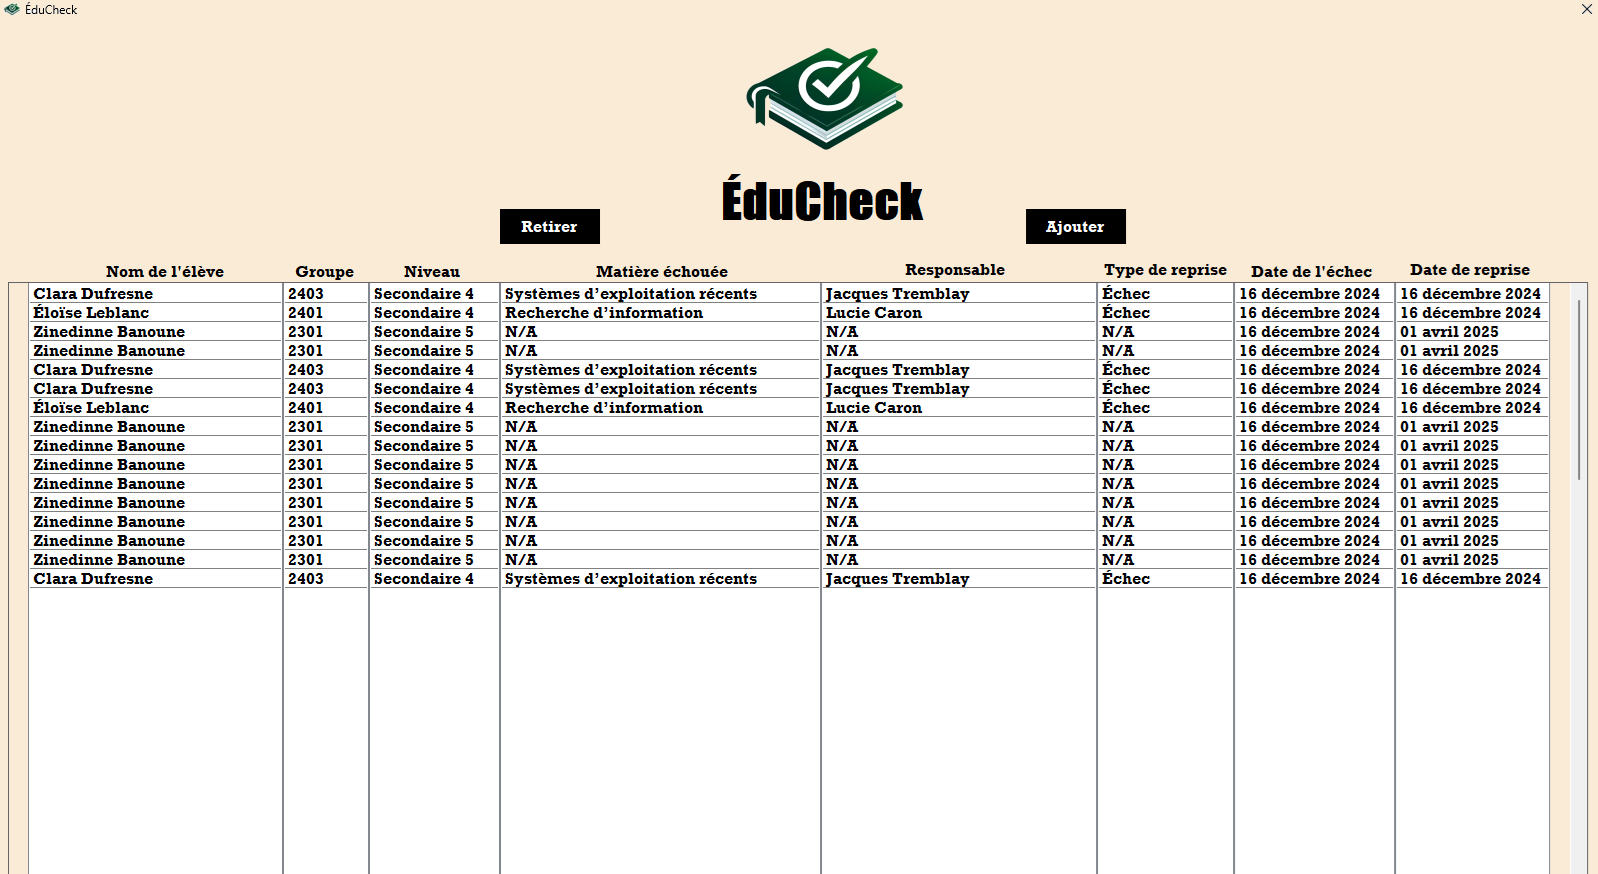 ÉduCheck
ÉduCheck
Retirer Ajouter
Nom de l'élève Groupe Niveau Matière échouée Responsable Type de reprise Date de l'échec Date de reprise
Clara Dufresne 2403 Secondaire 4 Systèmes d’exploitation récents Jacques Tremblay Échec 16 décembre 2024 16 décembre 2024
Éloïse Leblanc 2401 Secondaire 4 Recherche d’information Lucie Caron Échec 16 décembre 2024 16 décembre 2024
Zinedinne Banoune 2301 Secondaire 5 N/A N/A N/A 16 décembre 2024 01 avril 2025
Zinedinne Banoune 2301 Secondaire 5 N/A N/A N/A 16 décembre 2024 01 avril 2025
Clara Dufresne 2403 Secondaire 4 Systèmes d’exploitation récents Jacques Tremblay Échec 16 décembre 2024 16 décembre 2024
Clara Dufresne 2403 Secondaire 4 Systèmes d’exploitation récents Jacques Tremblay Échec 16 décembre 2024 16 décembre 2024
Éloïse Leblanc 2401 Secondaire 4 Recherche d’information Lucie Caron Échec 16 décembre 2024 16 décembre 2024
Zinedinne Banoune 2301 Secondaire 5 N/A N/A N/A 16 décembre 2024 01 avril 2025
Zinedinne Banoune 2301 Secondaire 5 N/A N/A N/A 16 décembre 2024 01 avril 2025
Zinedinne Banoune 2301 Secondaire 5 N/A N/A N/A 16 décembre 2024 01 avril 2025
Zinedinne Banoune 2301 Secondaire 5 N/A N/A N/A 16 décembre 2024 01 avril 2025
Zinedinne Banoune 2301 Secondaire 5 N/A N/A N/A 16 décembre 2024 01 avril 2025
Zinedinne Banoune 2301 Secondaire 5 N/A N/A N/A 16 décembre 2024 01 avril 2025
Zinedinne Banoune 2301 Secondaire 5 N/A N/A N/A 16 décembre 2024 01 avril 2025
Zinedinne Banoune 2301 Secondaire 5 N/A N/A N/A 16 décembre 2024 01 avril 2025
Clara Dufresne 2403 Secondaire 4 Systèmes d’exploitation récents Jacques Tremblay Échec 16 décembre 2024 16 décembre 2024